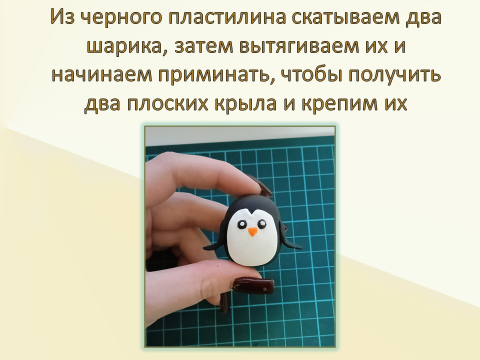 Из черного пластилина скатываем два
шарика, затем вытягиваем их и
начинаем приминать, чтобы получить
два плоских крыла и крепим их